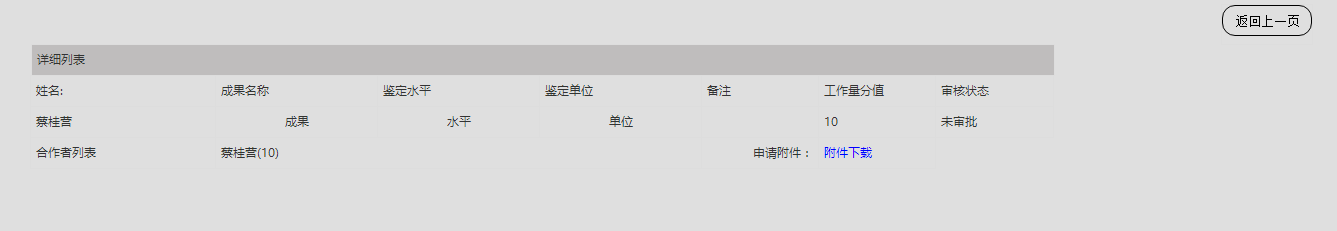 返回上一页
详细列表
姓名: 成果名称 鉴定水平 鉴定单位 备注 工作量分值 审核状态
蔡桂营 成果 水平 单位 10 未审批
合作者列表 蔡桂营(10) 申请附件： 附件下载